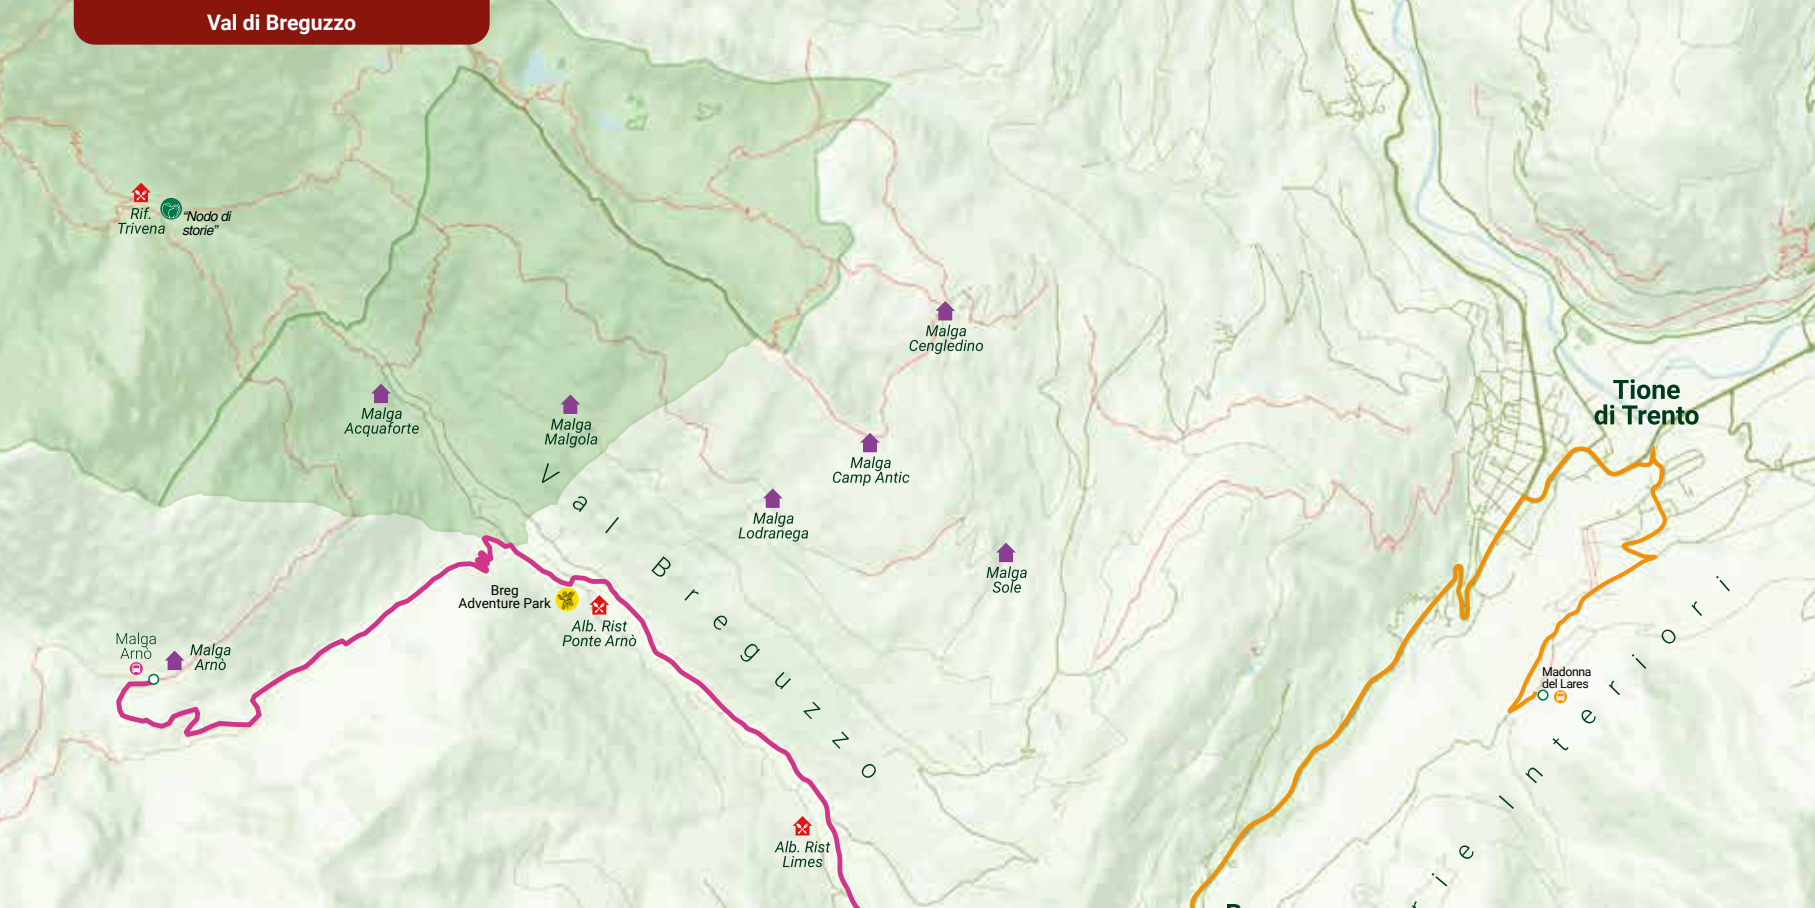 Val di Breguzzo
Rif.
Trivena
“Nodo di
storie”
Malga
Cengledino
Tione
di Trento
Malga
Acquaforte
Malga
Malgola
Malga
Camp Antic
Malga
Lodranega
Malga
Sole
Val Breguzzo
Breg
Adventure Park
Alb. Rist
Ponte Arnò
Malga
Arnò
Malga
Arnò
Madonna
del Lares
rie Interiori
Alb. Rist
Limes